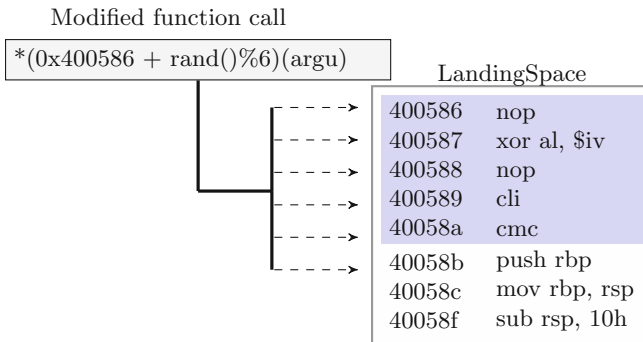 Modified function call
*(0x400586 + rand()%6)(argu)
LandingSpace
400586 nop
400587 xor al, $iv
400588 nop
400589 cli
40058a cmc
40058b push rbp
40058c mov rbp, rsp
40058f sub rsp, 10h